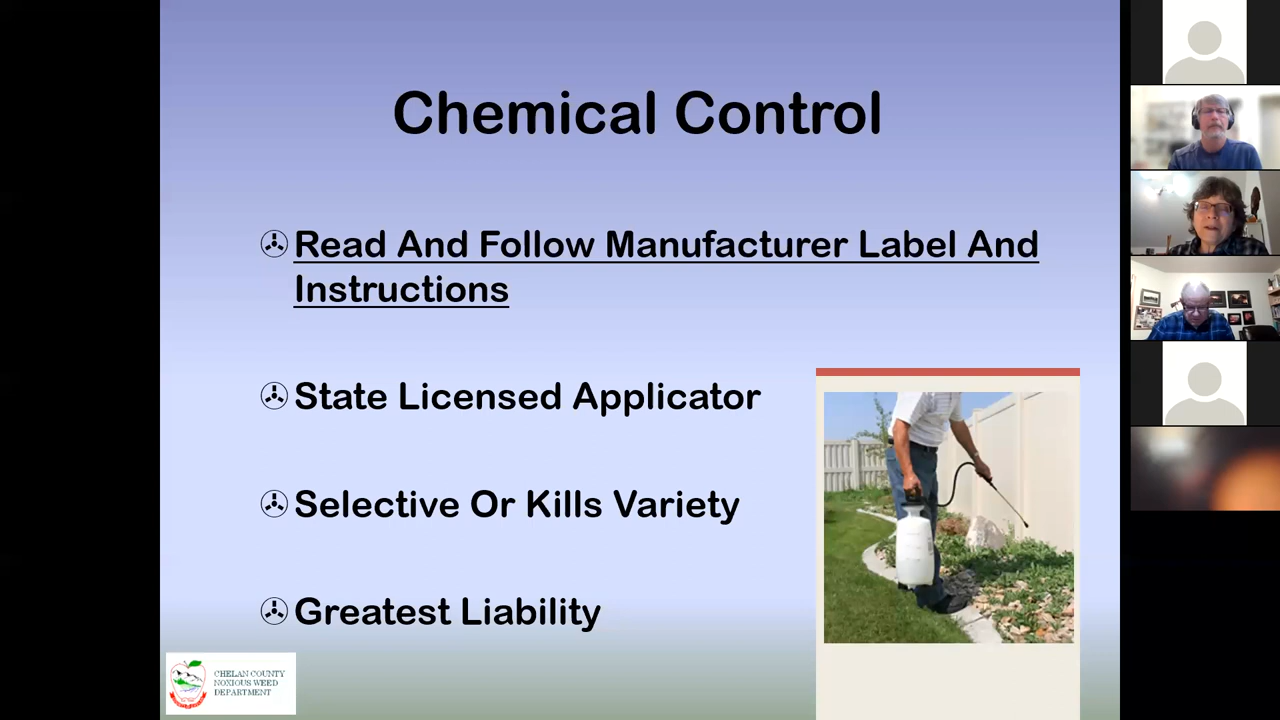 Chemical Control
Read And Follow Manufacturer Label And
Instructions
State Licensed Applicator
Selective Or Kills Variety
Greatest Liability
CHELAN COUNTY
NOXIOUS WEED
DEPARTMENT